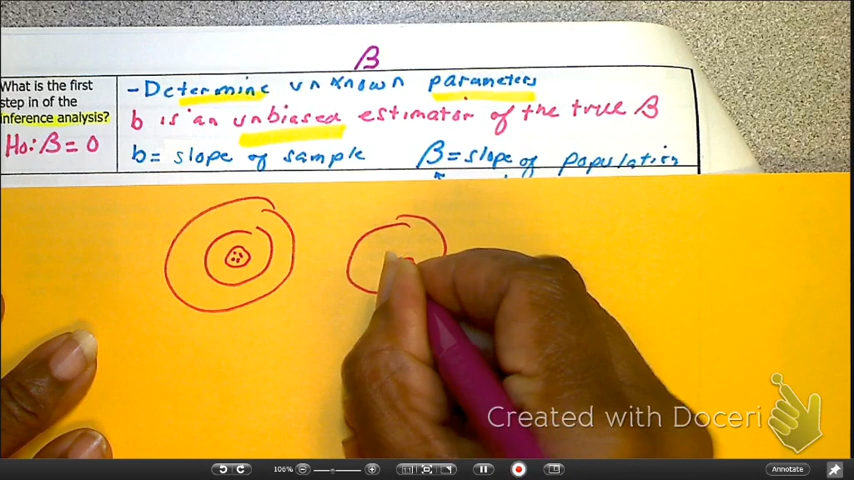 β
What is the first
step in of the
inference analysis?
Ho: β = 0
- Determine unknown parameters
b is an unbiased estimator of the true β
b = slope of sample β = slope of population
Created with Doceri
106%
Annotate